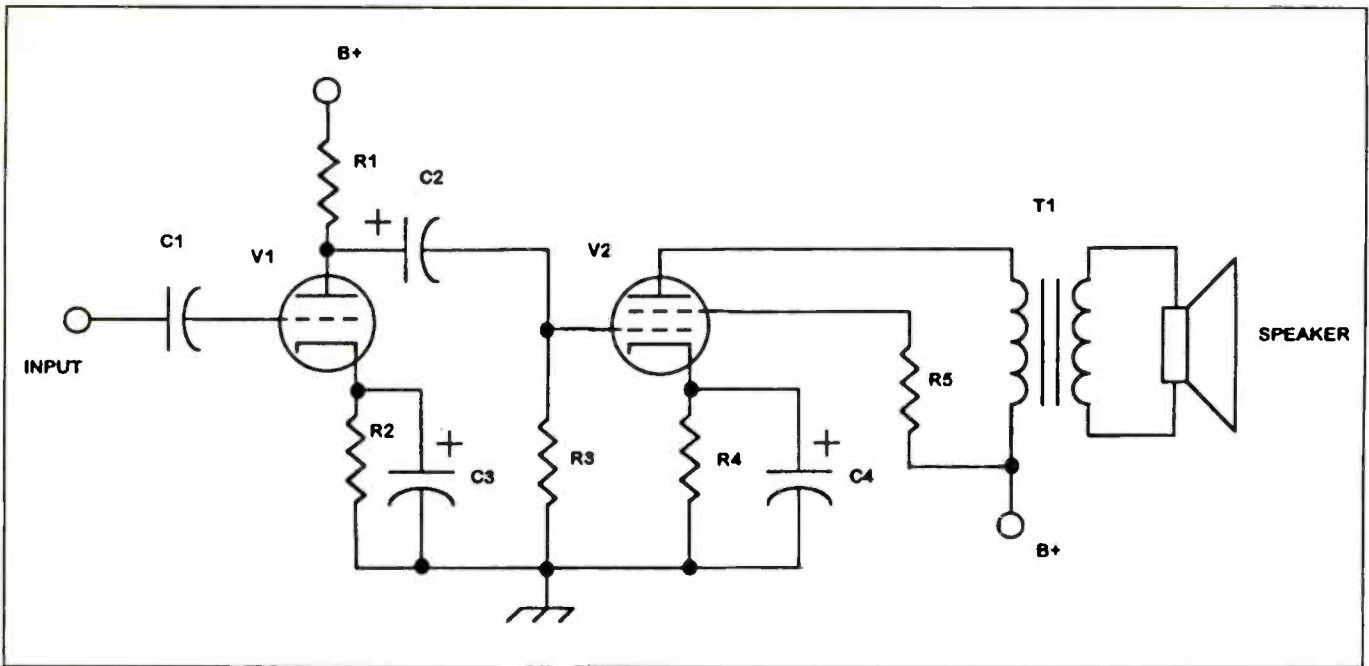 B+
R1
C2
+
T1
C1
V1
V2
INPUT
SPEAKER
R5
R2
+
C3
R3
R4
+
C4
B+